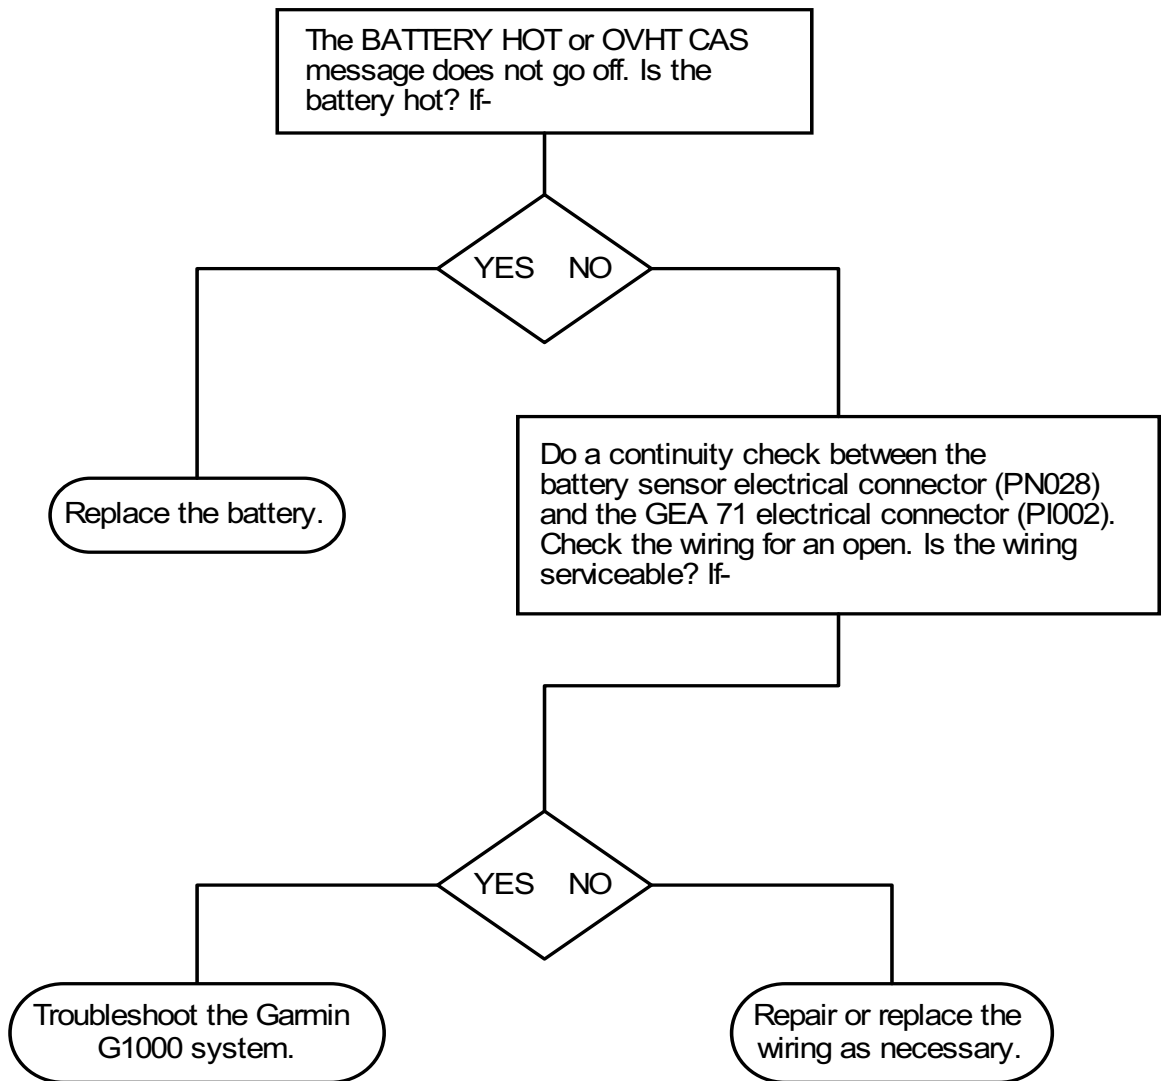 The BATTERY HOT or OVHT CAS
message does not go off. Is the
battery hot? If-
YES NO
Replace the battery.
Do a continuity check between the
battery sensor electrical connector (PN028)
and the GEA 71 electrical connector (PI002).
Check the wiring for an open. Is the wiring
serviceable? If-
YES NO
Troubleshoot the Garmin
G1000 system.
Repair or replace the
wiring as necessary.